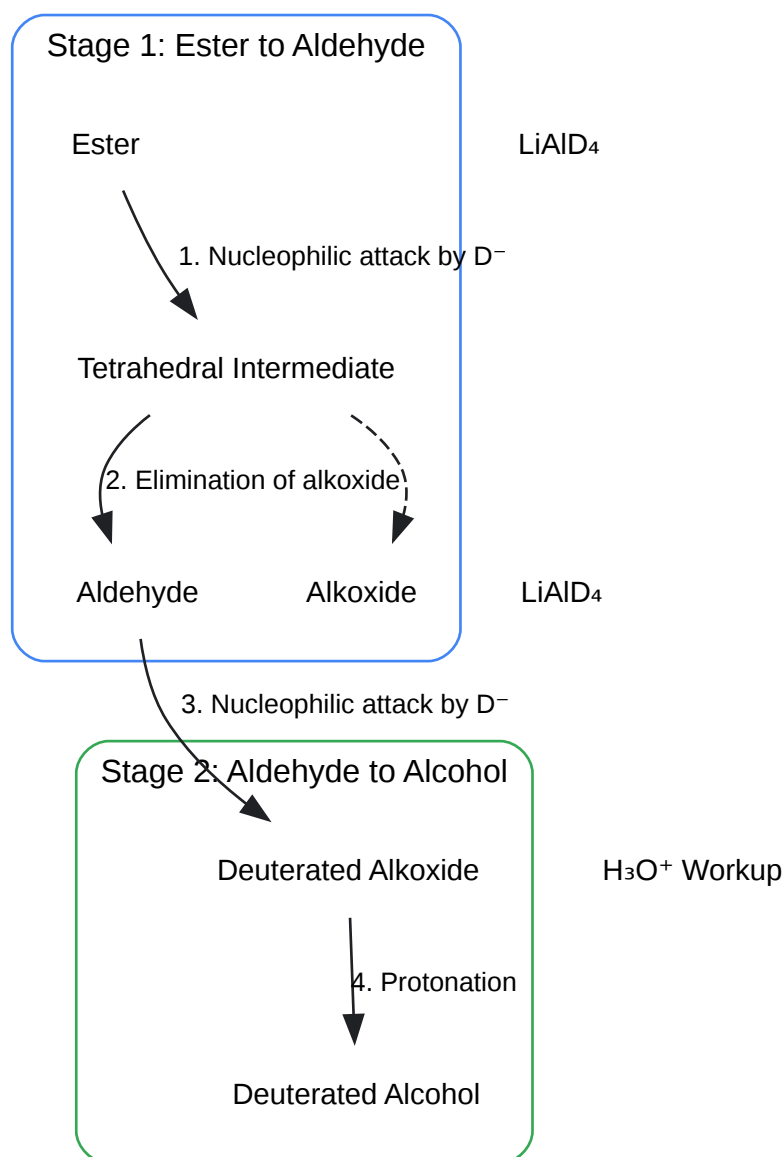 Stage 1: Ester to Aldehyde
Ester
LiAlD₄
1. Nucleophilic attack by D⁻
Tetrahedral Intermediate
2. Elimination of alkoxide
Aldehyde
Alkoxide
LiAlD₄
3. Nucleophilic attack by D⁻
Stage 2: Aldehyde to Alcohol
Deuterated Alkoxide
H₃O⁺ Workup
4. Protonation
Deuterated Alcohol